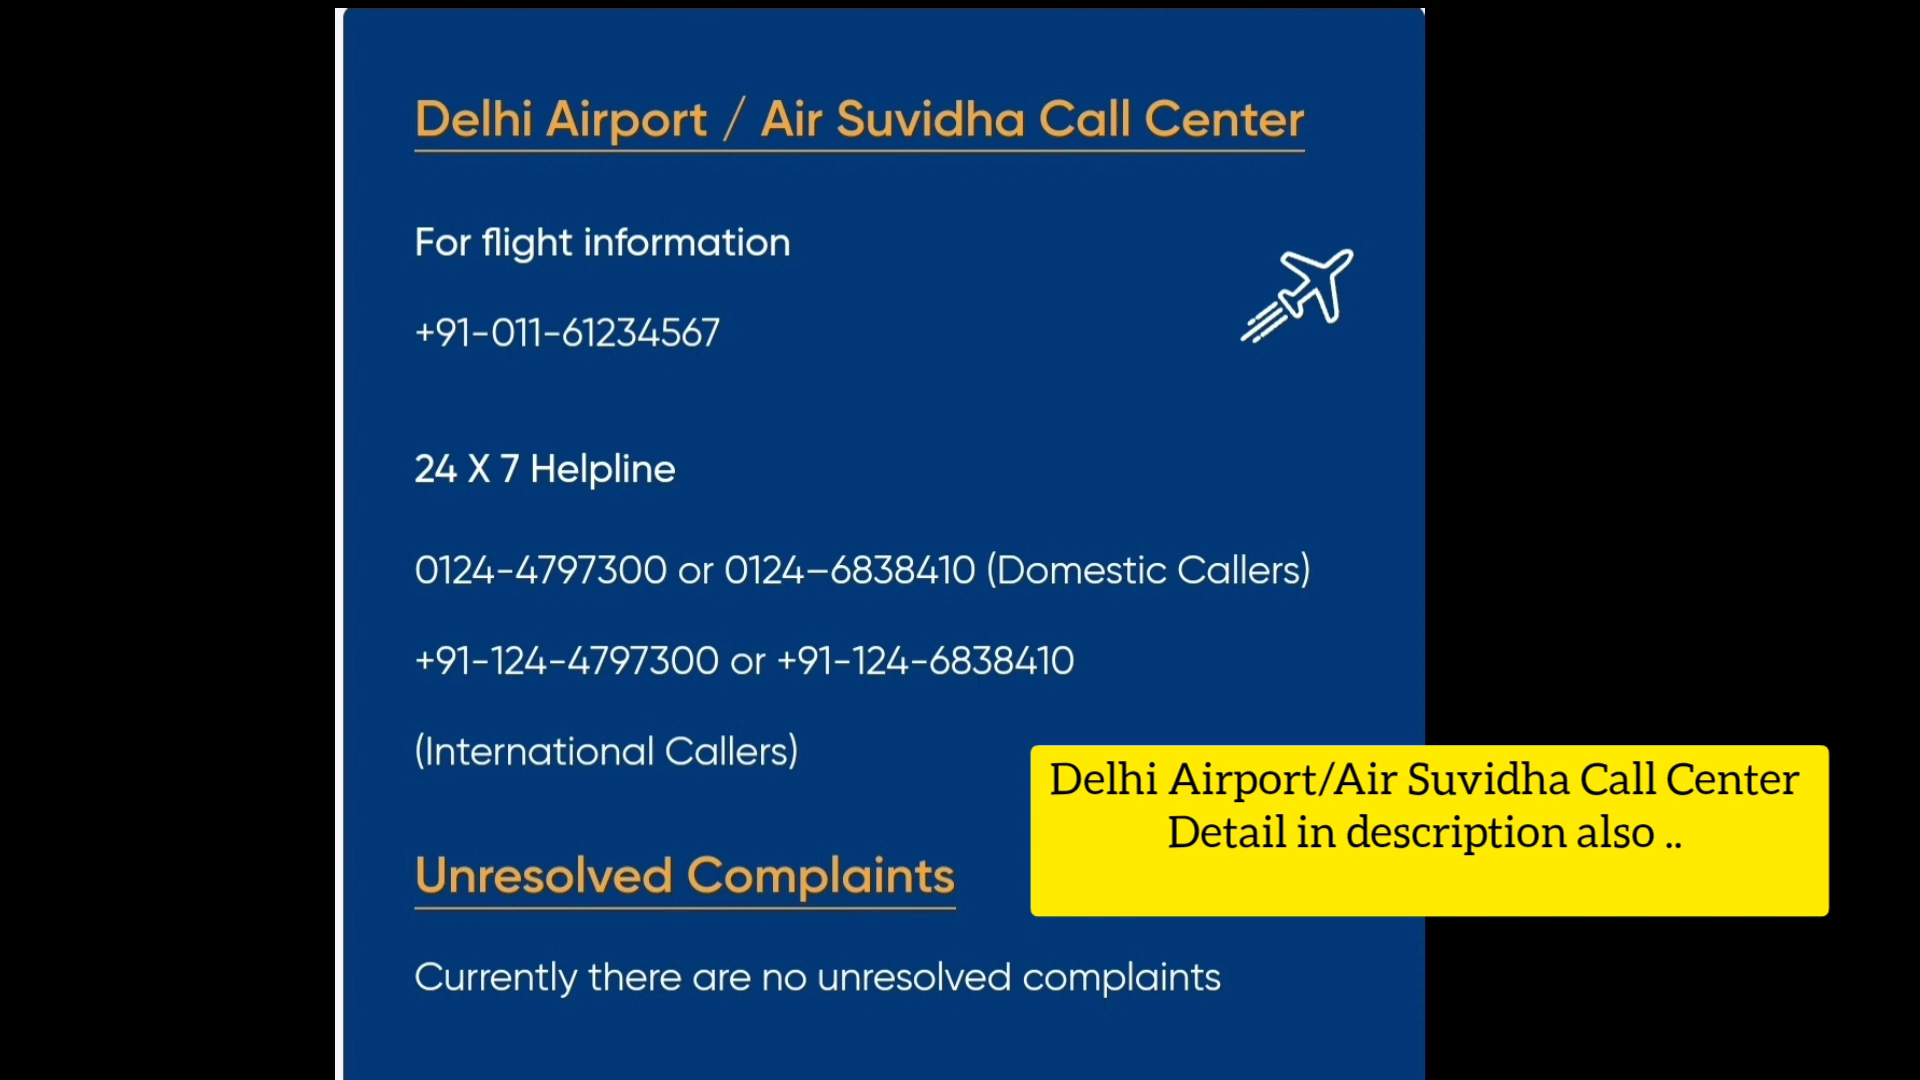 Delhi Airport / Air Suvidha Call Center
For flight information
+91-011-61234567
24 X 7 Helpline
0124-4797300 or 0124–6838410 (Domestic Callers)
+91-124-4797300 or +91-124-6838410
(International Callers)
Delhi Airport/Air Suvidha Call Center
Detail in description also ..
Unresolved Complaints
Currently there are no unresolved complaints